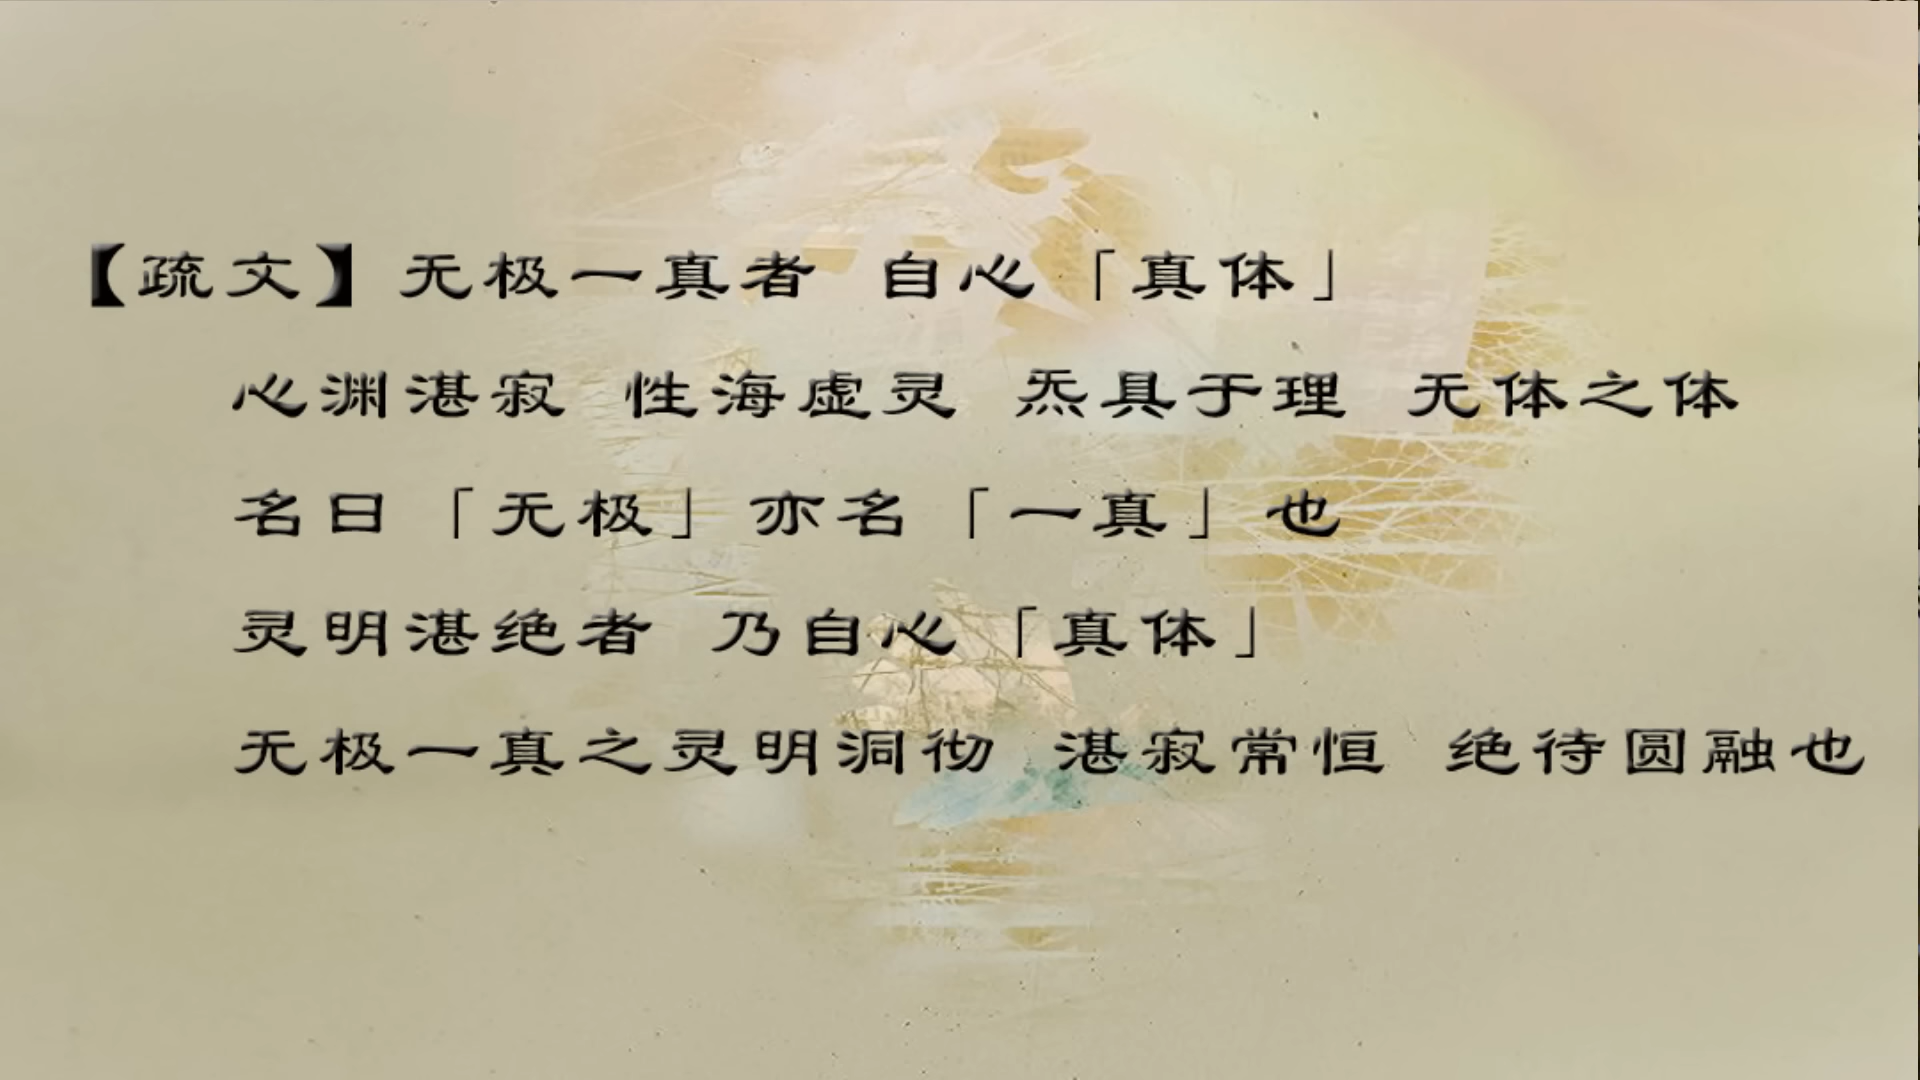 【疏文】无极一真者 自心「真体」
心渊湛寂 性海虚灵 炁具于理 无体之体
名曰「无极」亦名「一真」也
灵明湛绝者 乃自心「真体」
无极一真之灵明洞彻 湛寂常恒 绝待圆融也